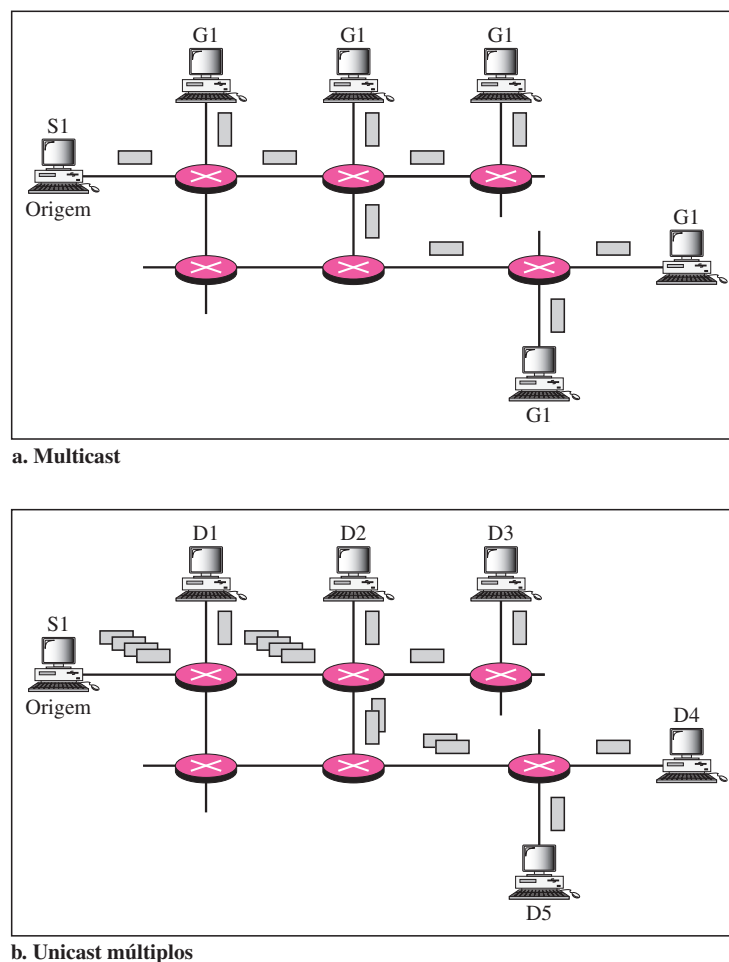 G1 G1 G1
S1
Origem
G1
G1
a. Multicast
D1 D2 D3
S1
Origem
D4
D5
b. Unicast múltiplos